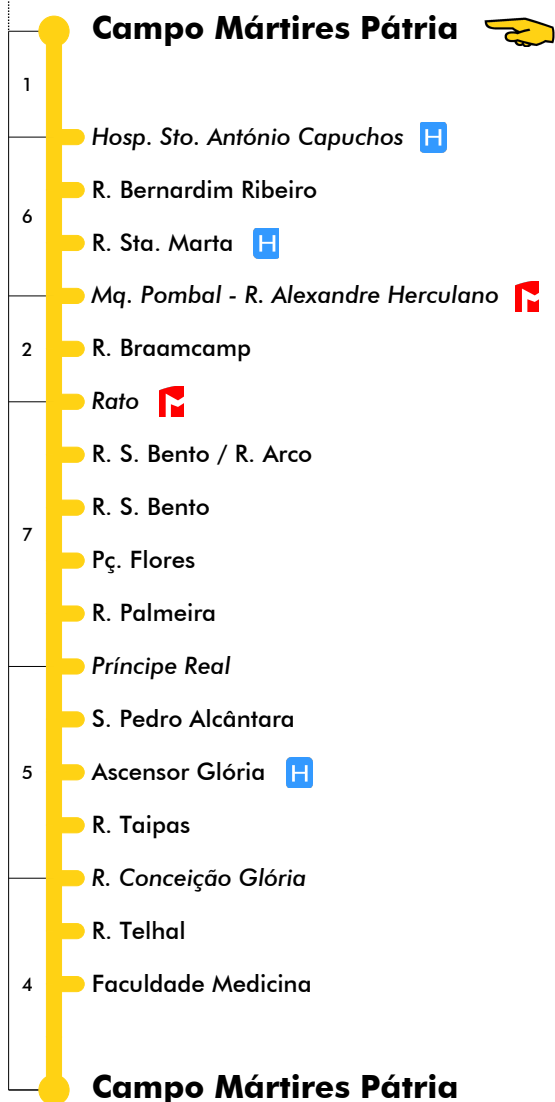 Campo Mártires Pátria
1
Hosp. Sto. António Capuchos H
R. Bernardim Ribeiro
6
R. Sta. Marta H
Mq. Pombal - R. Alexandre Herculano
2 R. Braamcamp
Rato
R. S. Bento / R. Arco
R. S. Bento
7
Pç. Flores
R. Palmeira
Príncipe Real
S. Pedro Alcântara
5 Ascensor Glória H
R. Taipas
R. Conceição Glória
R. Telhal
4 Faculdade Medicina
Campo Mártires Pátria